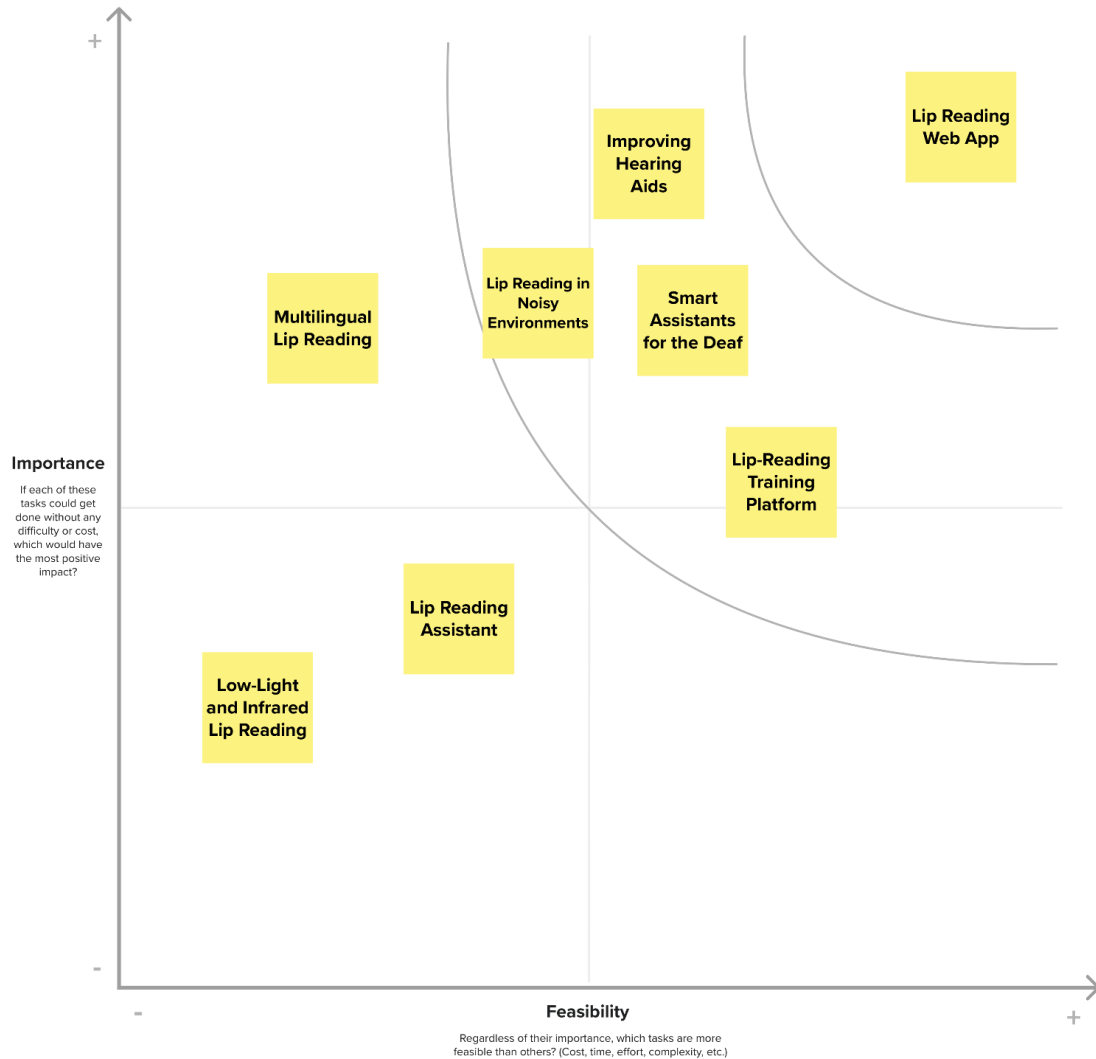 +
Lip Reading
Web App
Improving
Hearing
Aids
Lip Reading in
Noisy
Environments
Smart
Assistants
for the Deaf
Multilingual
Lip Reading
Lip-Reading
Training
Platform
Importance
If each of these
tasks could get
done without any
difficulty or cost,
which would have
the most positive
impact?
Lip Reading
Assistant
Low-Light
and Infrared
Lip Reading
-
-
Feasibility
+
Regardless of their importance, which tasks are more
feasible than others? (Cost, time, effort, complexity, etc.)